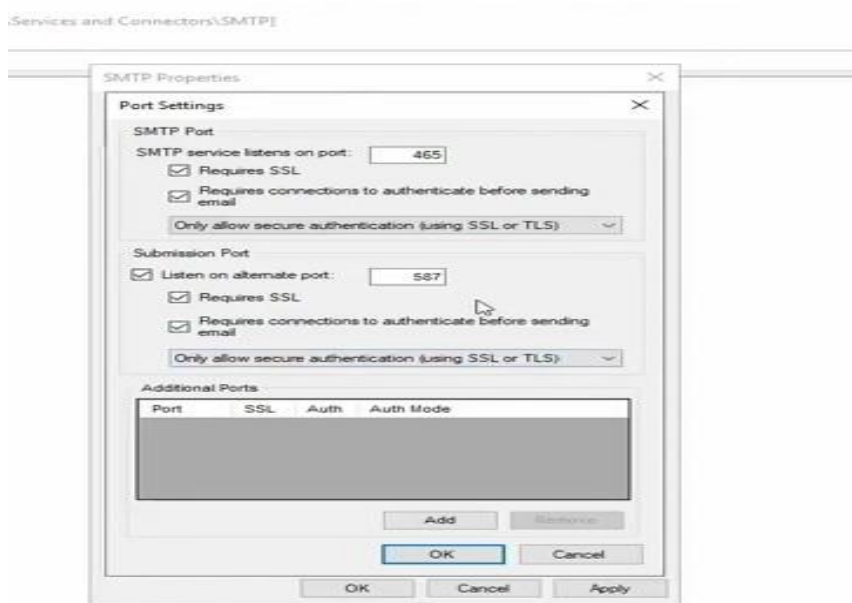 \Services and Connectors\SMTP]
SMTP Properties
Port Settings
SMTP Port
SMTP service listens on port: 465
Requires SSL
Requires connections to authenticate before sending
email
Only allow secure authentication (using SSL or TLS)
Submission Port
Listen on alternate port: 587
Requires SSL
Requires connections to authenticate before sending
email
Only allow secure authentication (using SSL or TLS)
Additional Ports
Port SSL Auth Auth Mode
Add Remove
OK Cancel
OK Cancel Apply